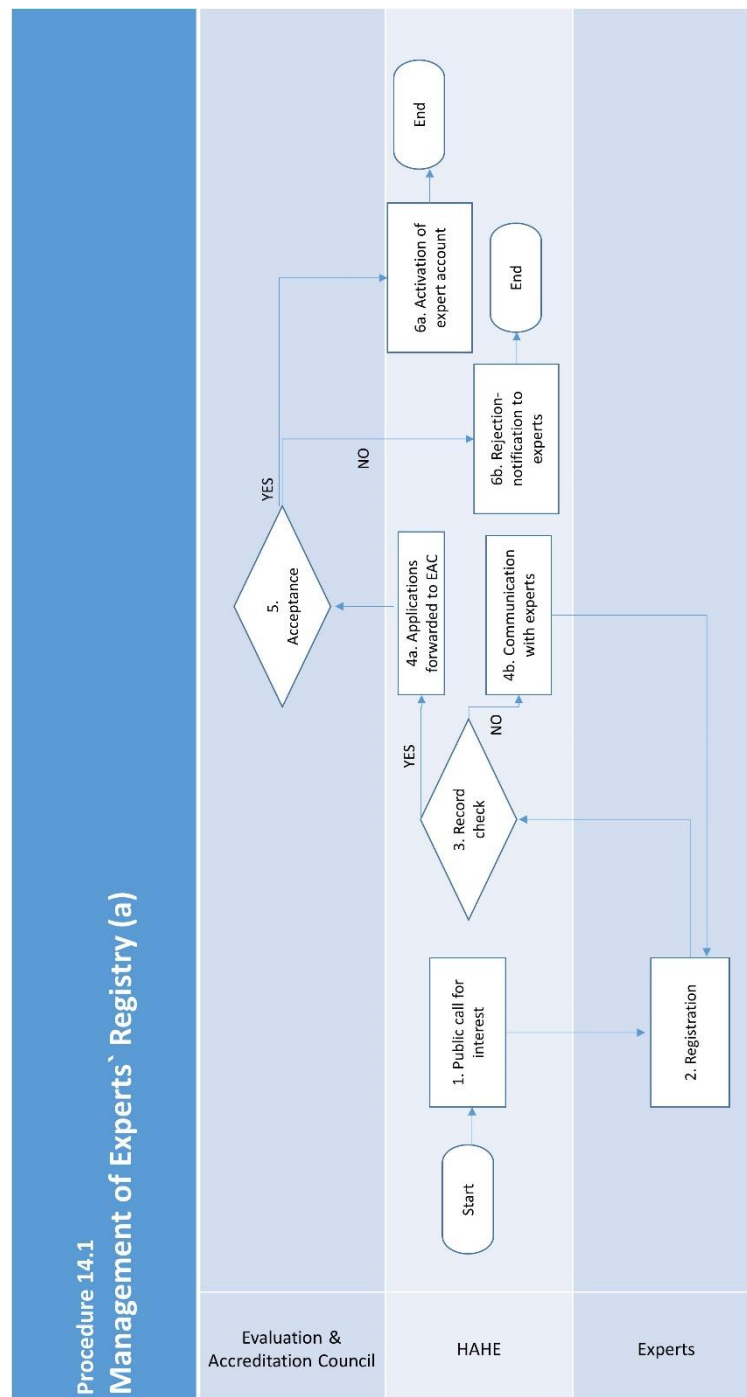 Procedure 14.1
Management of Experts` Registry (a)
Evaluation &
Accreditation Council
HAHE
Experts
Start
1. Public call for
interest
2. Registration
3. Record
check
YES
NO
4a. Applications
forwarded to EAC
4b. Communication
with experts
5.
Acceptance
YES
NO
6a. Activation of
expert account
End
6b. Rejection-
notification to
experts
End